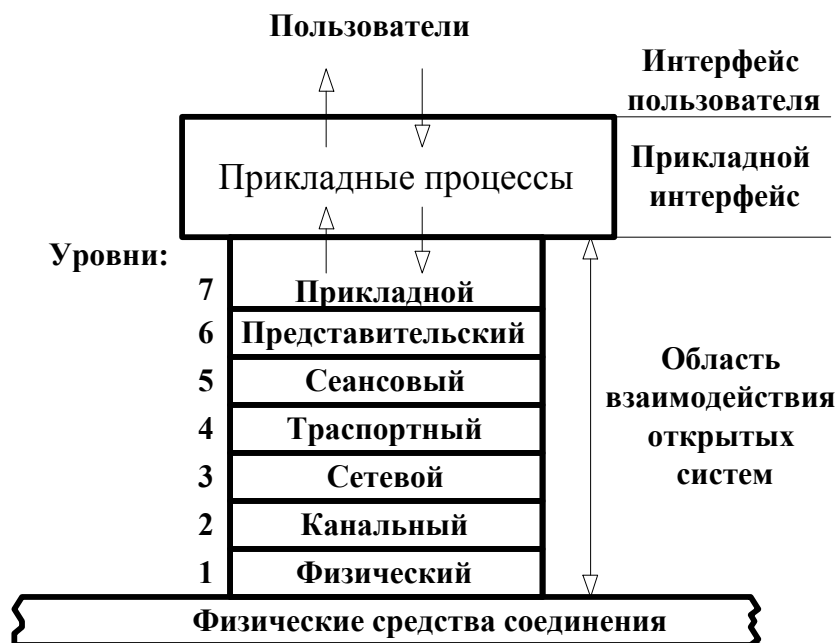 Пользователи
Интерфейс
пользователя
Прикладные процессы
Прикладной
интерфейс
Уровни:
7 Прикладной
6 Представительский
5 Сеансовый
4 Траспортный
3 Сетевой
2 Канальный
1 Физический
Область
взаимодействия
открытых
систем
Физические средства соединения